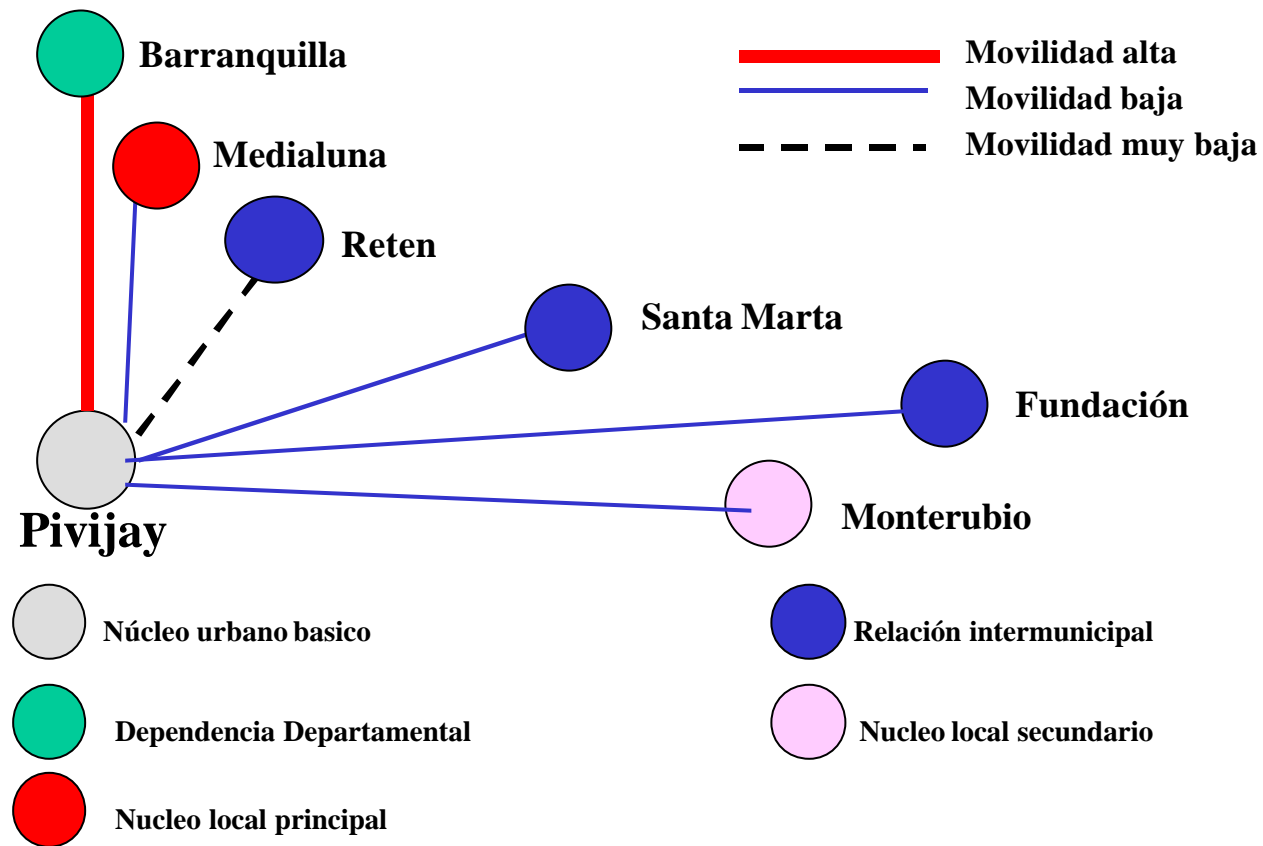 Barranquilla
Movilidad alta
Movilidad baja
Movilidad muy baja
Medialuna
Reten
Santa Marta
Fundación
Monterubio
Pivijay
Núcleo urbano basico
Relación intermunicipal
Dependencia Departamental
Nucleo local secundario
Nucleo local principal